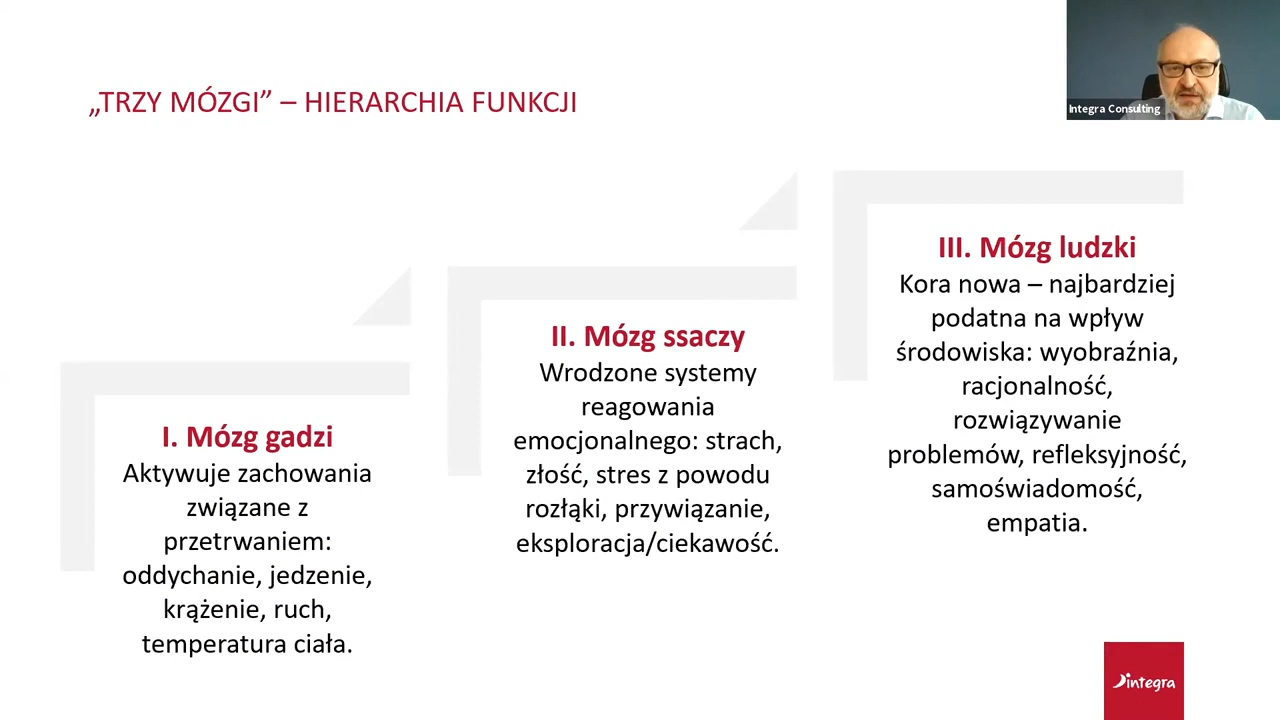 „TRZY MÓZGI” – HIERARCHIA FUNKCJI
Integra Consulting
I. Mózg gadzi
Aktywuje zachowania
związane z
przetrwaniem:
oddychanie, jedzenie,
krążenie, ruch,
temperatura ciała.
II. Mózg ssaczy
Wrodzone systemy
reagowania
emocjonalnego: strach,
złość, stres z powodu
rozłąki, przywiązanie,
eksploracja/ciekawość.
III. Mózg ludzki
Kora nowa – najbardziej
podatna na wpływ
środowiska: wyobraźnia,
racjonalność,
rozwiązywanie
problemów, refleksyjność,
samoświadomość,
empatia.
integra